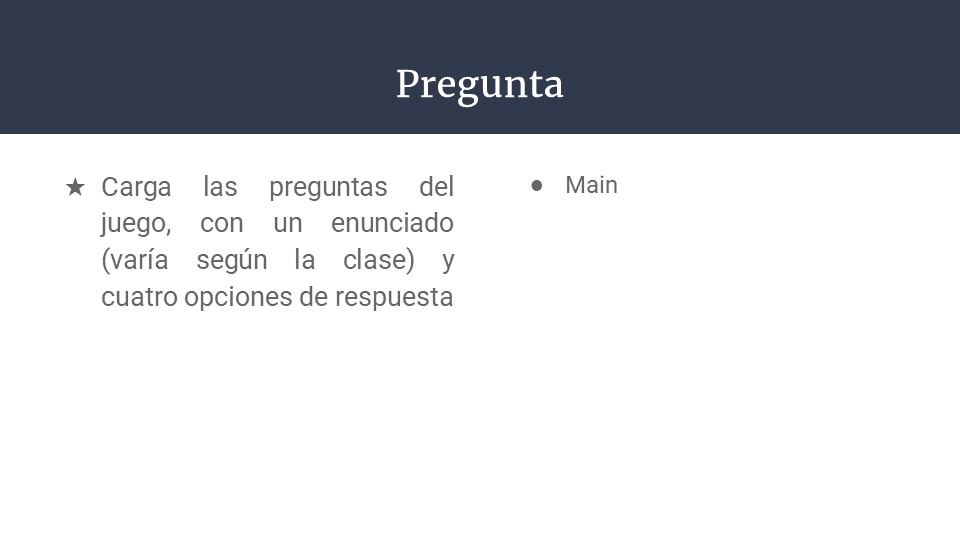 Pregunta
★ Carga las preguntas del
juego, con un enunciado
(varía según la clase) y
cuatro opciones de respuesta
● Main